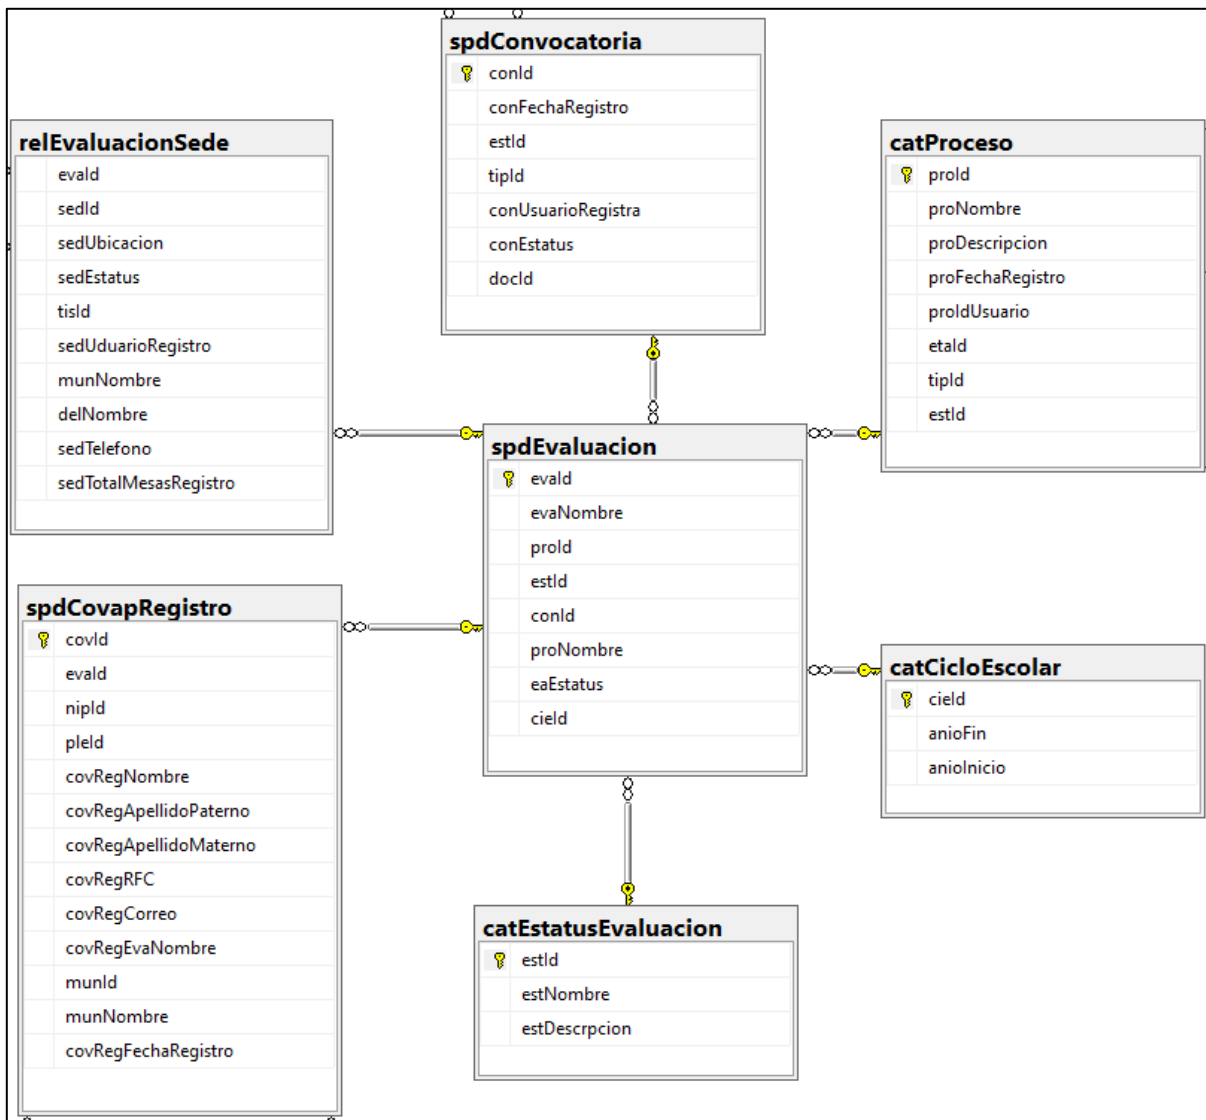 spdConvocatoria
conId
conFechaRegistro
estId
tipId
conUsuarioRegistra
conEstatus
docId
relEvaluacionSede
evaId
sedId
sedUbicacion
sedEstatus
tisId
sedUduarioRegistro
munNombre
delNombre
sedTelefono
sedTotalMesasRegistro
catProceso
proId
proNombre
proDescripcion
proFechaRegistro
proIdUsuario
etaId
tipId
estId
spdEvaluacion
evaId
evaNombre
proId
estId
conId
proNombre
eaEstatus
cieId
spdCovapRegistro
covId
evaId
nipId
pleId
covRegNombre
covRegApellidoPaterno
covRegApellidoMaterno
covRegRFC
covRegCorreo
covRegEvaNombre
munId
munNombre
covRegFechaRegistro
catCicloEscolar
cieId
anioFin
anioInicio
catEstatusEvaluacion
estId
estNombre
estDescrpcion